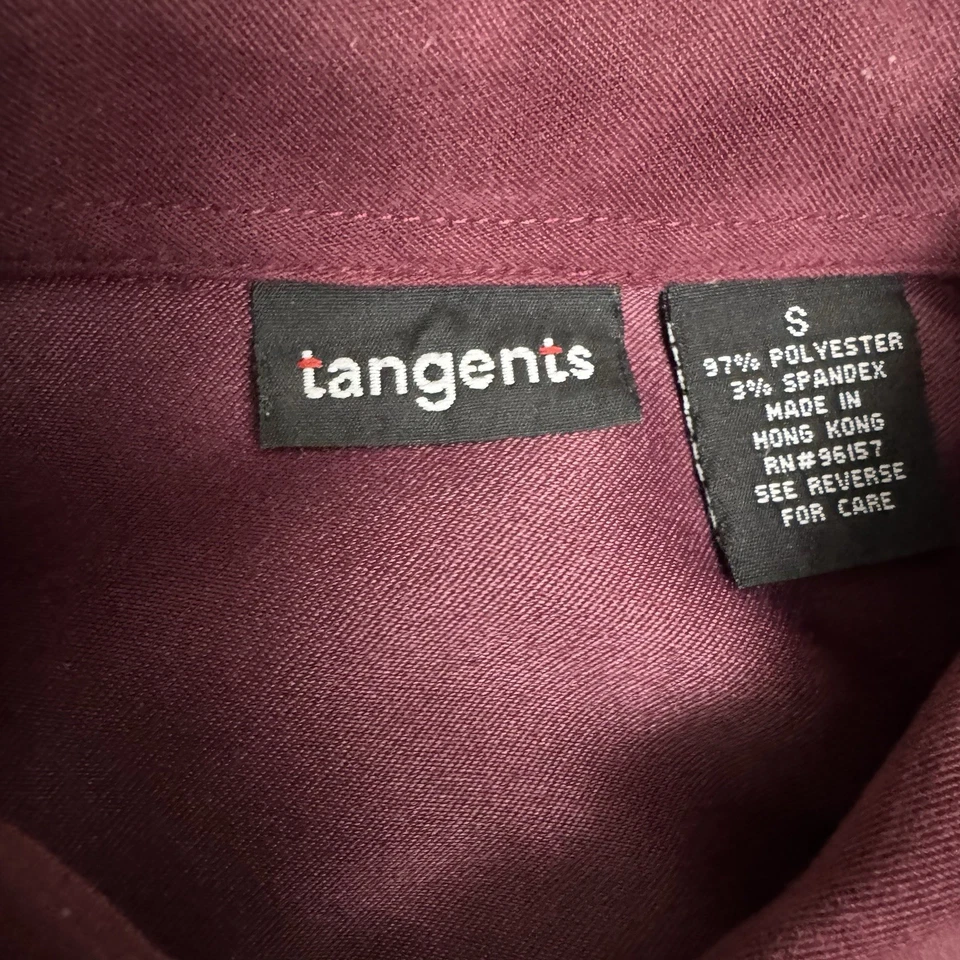 tangents
S
97% POLYESTER
3% SPANDEX
MADE IN
HONG KONG
RN#96157
SEE REVERSE
FOR CARE